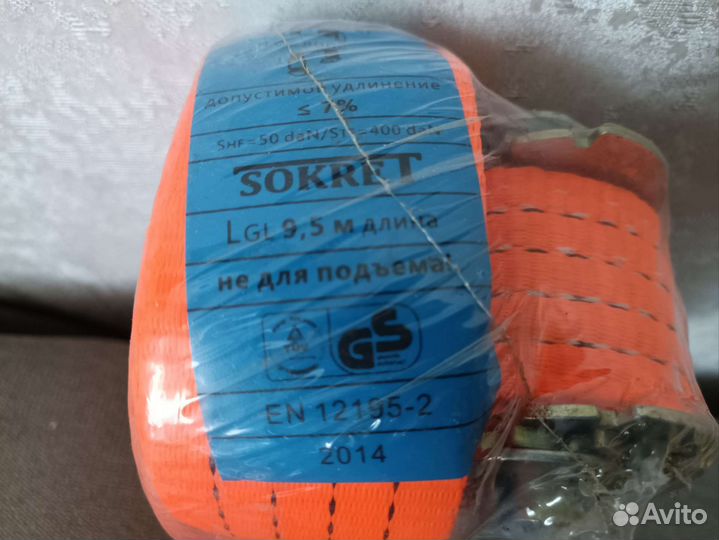 допустимое удлинение
≤ 7%
SHF=50 daN/STF=400 daN
SOKRET
LGL 9,5 м длина
не для подъема!
TÜV
GS
EN 12195-2
2014
Avito